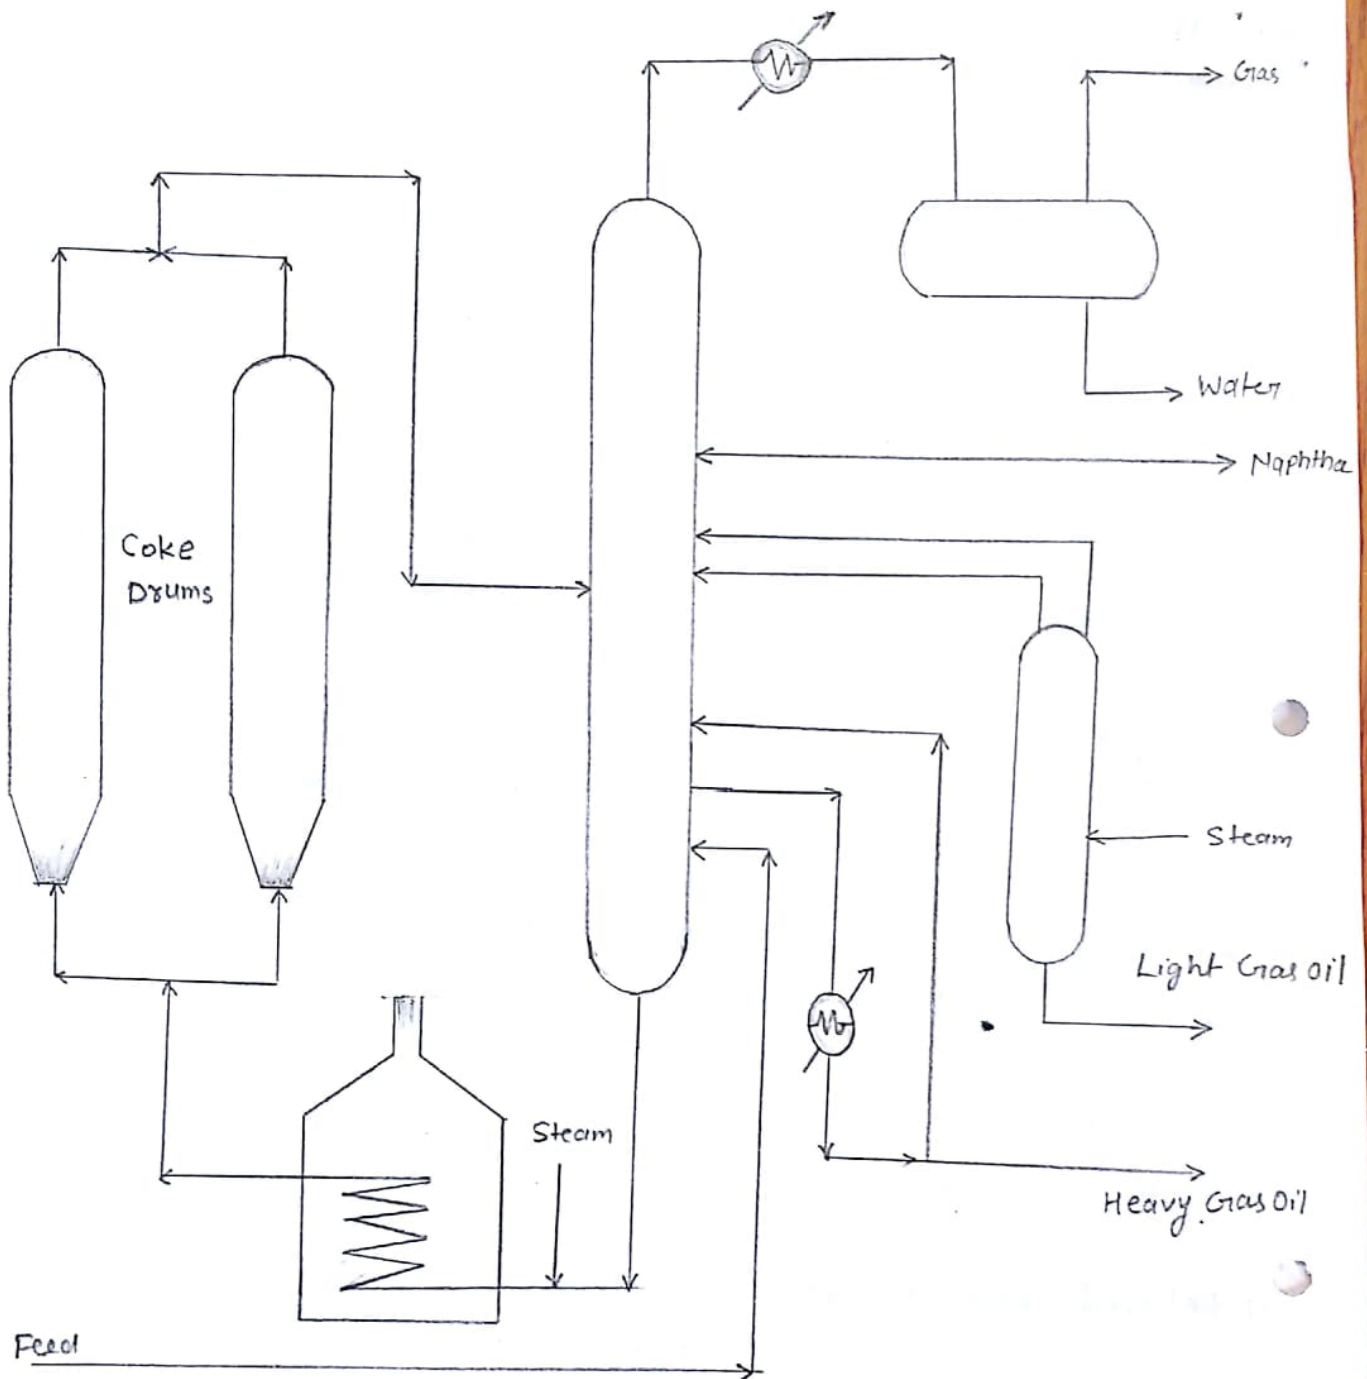 Gas
Water
Naphtha
Coke
Drums
Steam
Light Gas Oil
Steam
Heavy Gas Oil
Feed